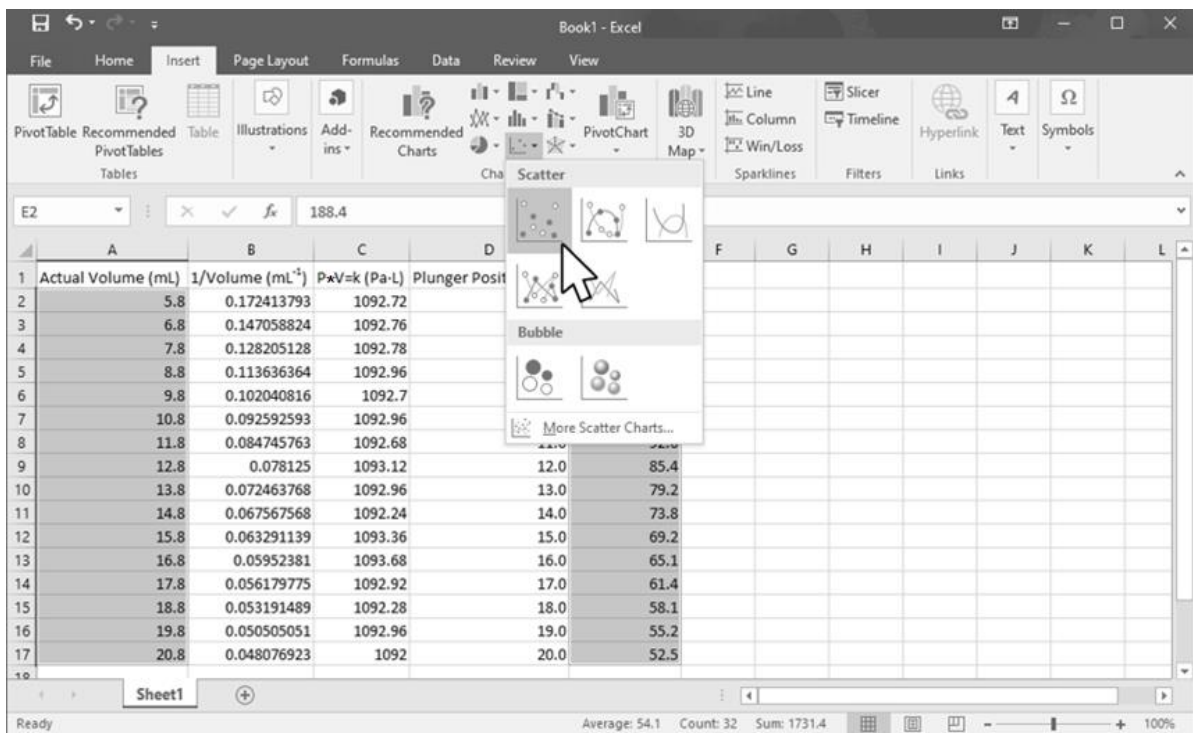 Book1 - Excel
File Home Insert Page Layout Formulas Data Review View
PivotTable Recommended PivotTables Table Illustrations Add-ins Recommended Charts PivotChart 3D Map Line Column Win/Loss Slicer Timeline Hyperlink Text Symbols
Tables Cha Sparklines Filters Links
Scatter
E2 fx 188.4
A B C D F G H I J K L
1 Actual Volume (mL) 1/Volume (mL⁻¹) P*V=k (Pa·L) Plunger Posit
2 5.8 0.172413793 1092.72
3 6.8 0.147058824 1092.76
4 7.8 0.128205128 1092.78
5 8.8 0.113636364 1092.96
6 9.8 0.102040816 1092.7
7 10.8 0.092592593 1092.96
8 11.8 0.084745763 1092.68
9 12.8 0.078125 1093.12 12.0 85.4
10 13.8 0.072463768 1092.96 13.0 79.2
11 14.8 0.067567568 1092.24 14.0 73.8
12 15.8 0.063291139 1093.36 15.0 69.2
13 16.8 0.05952381 1093.68 16.0 65.1
14 17.8 0.056179775 1092.92 17.0 61.4
15 18.8 0.053191489 1092.28 18.0 58.1
16 19.8 0.050505051 1092.96 19.0 55.2
17 20.8 0.048076923 1092 20.0 52.5
Bubble
More Scatter Charts...
Sheet1
Ready Average: 54.1 Count: 32 Sum: 1731.4 100%